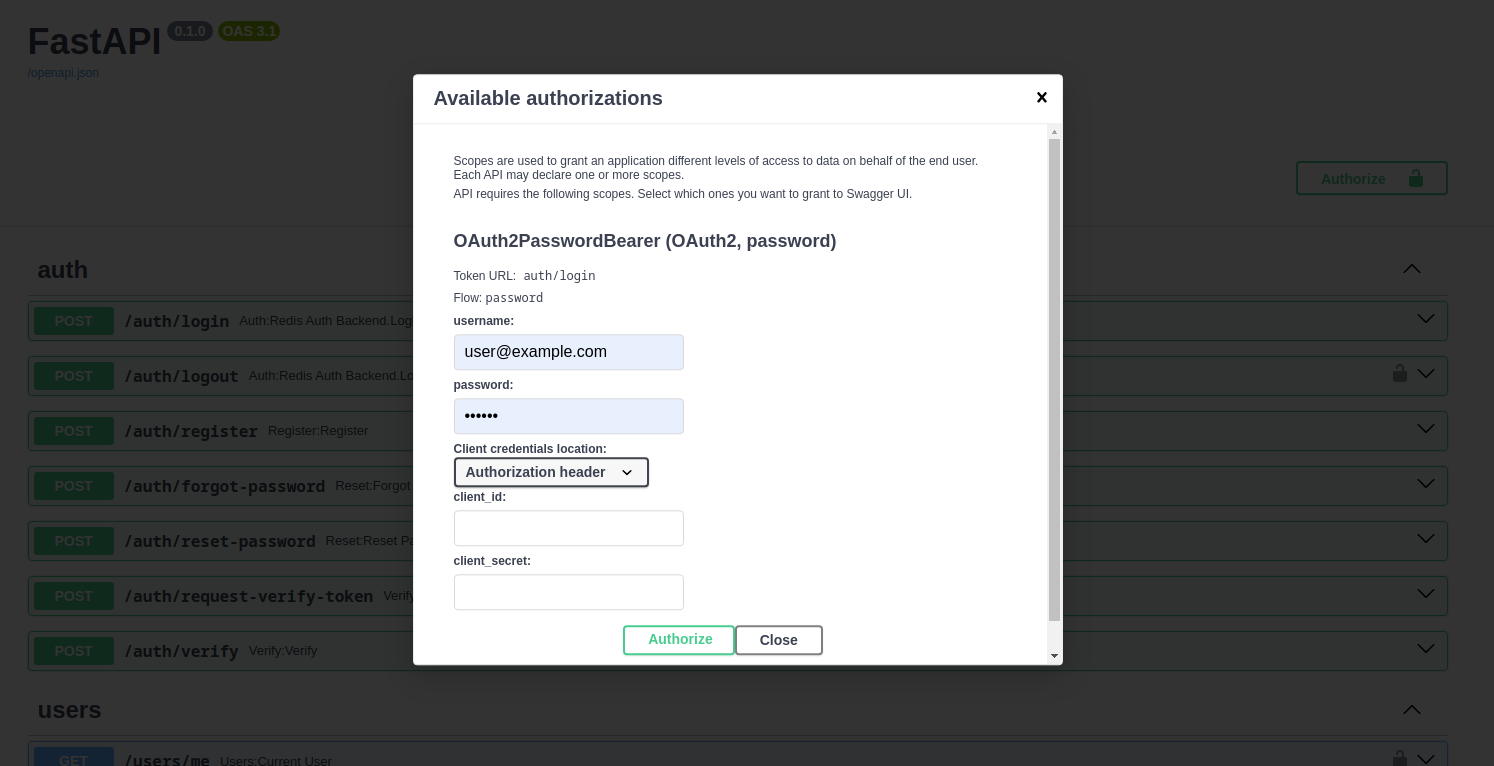 FastAPI 0.1.0 OAS 3.1
/openapi.json
Available authorizations
Scopes are used to grant an application different levels of access to data on behalf of the end user.
Each API may declare one or more scopes.
API requires the following scopes. Select which ones you want to grant to Swagger UI.
Authorize
OAuth2PasswordBearer (OAuth2, password)
Token URL: auth/login
Flow: password
username:
user@example.com
password:
••••••
Client credentials location:
Authorization header
client_id:
client_secret:
Authorize Close
auth
POST /auth/login Auth:Redis Auth Backend.Log
POST /auth/logout Auth:Redis Auth Backend.Lo
POST /auth/register Register:Register
POST /auth/forgot-password Reset:Forgot
POST /auth/reset-password Reset:Reset Pa
POST /auth/request-verify-token Verify
POST /auth/verify Verify:Verify
users
GET /users/me Users:Current User